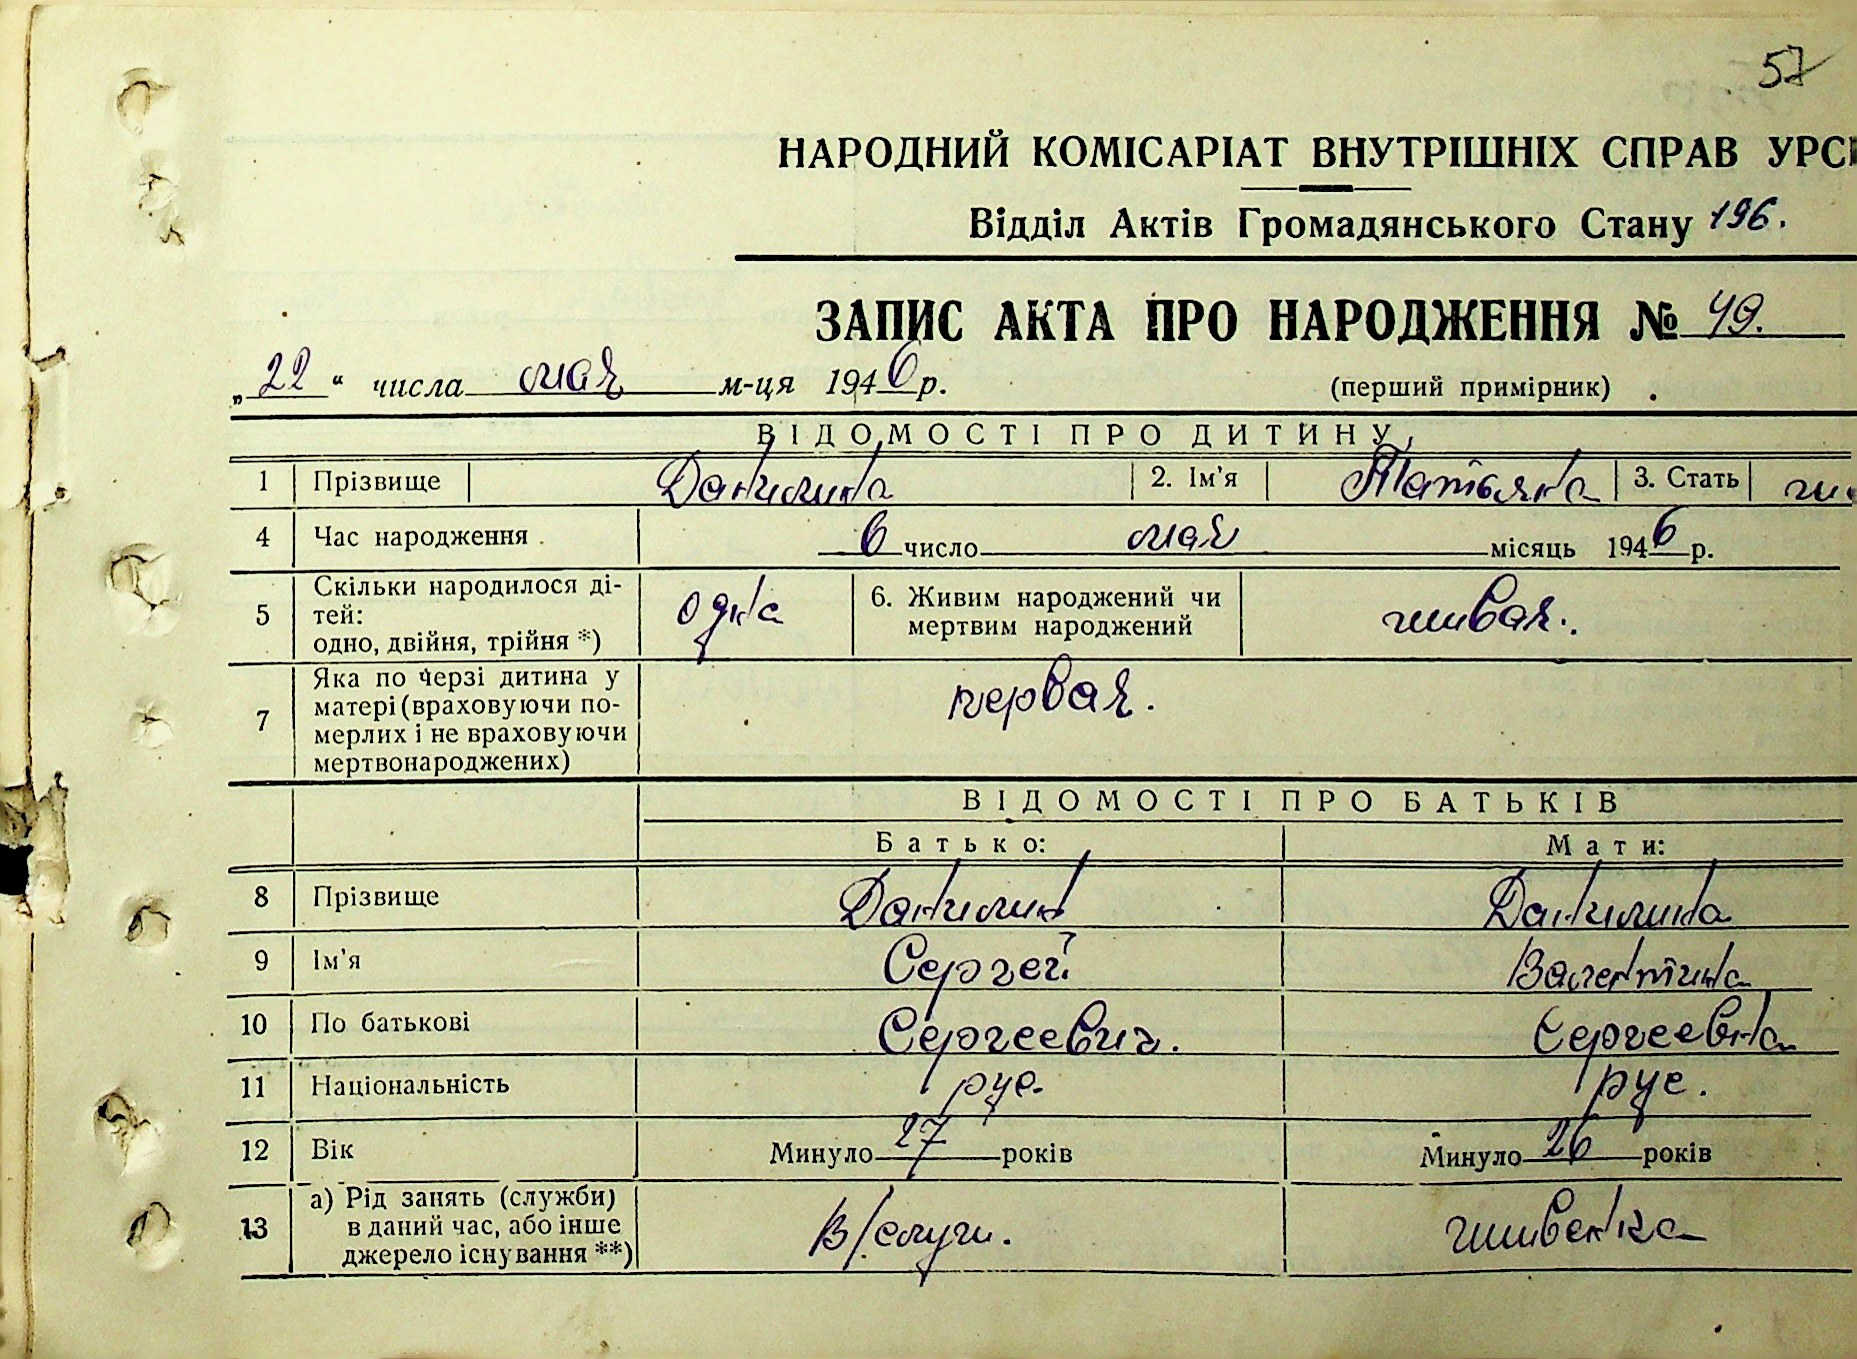 57
НАРОДНИЙ КОМІСАРІАТ ВНУТРІШНІХ СПРАВ УРС
Відділ Актів Громадянського Стану 196.
ЗАПИС АКТА ПРО НАРОДЖЕННЯ № 49.
„22“ числа мая м-ця 1946 р. (перший примірник)
ВІДОМОСТІ ПРО ДИТИНУ
1 Прізвище Данилина 2. Ім'я Татьяна 3. Стать
4 Час народження 6 число мая місяць 1946 р.
5 Скільки народилося ді-
тей:
одно, двійня, трійня *) одна 6. Живим народжений чи
мертвим народжений живая.
7 Яка по черзі дитина у
матері (враховуючи по-
мерлих і не враховуючи
мертвонароджених) первая.
ВІДОМОСТІ ПРО БАТЬКІВ
Батько: Мати:
8 Прізвище Данилин Данилина
9 Ім'я Сергей Валентина
10 По батькові Сергеевич. Сергеевна
11 Національність рус. рус.
12 Вік Минуло 27 років Минуло 26 років
13 а) Рід занять (служби)
в даний час, або інше
джерело існування **) В/служ. иживенка